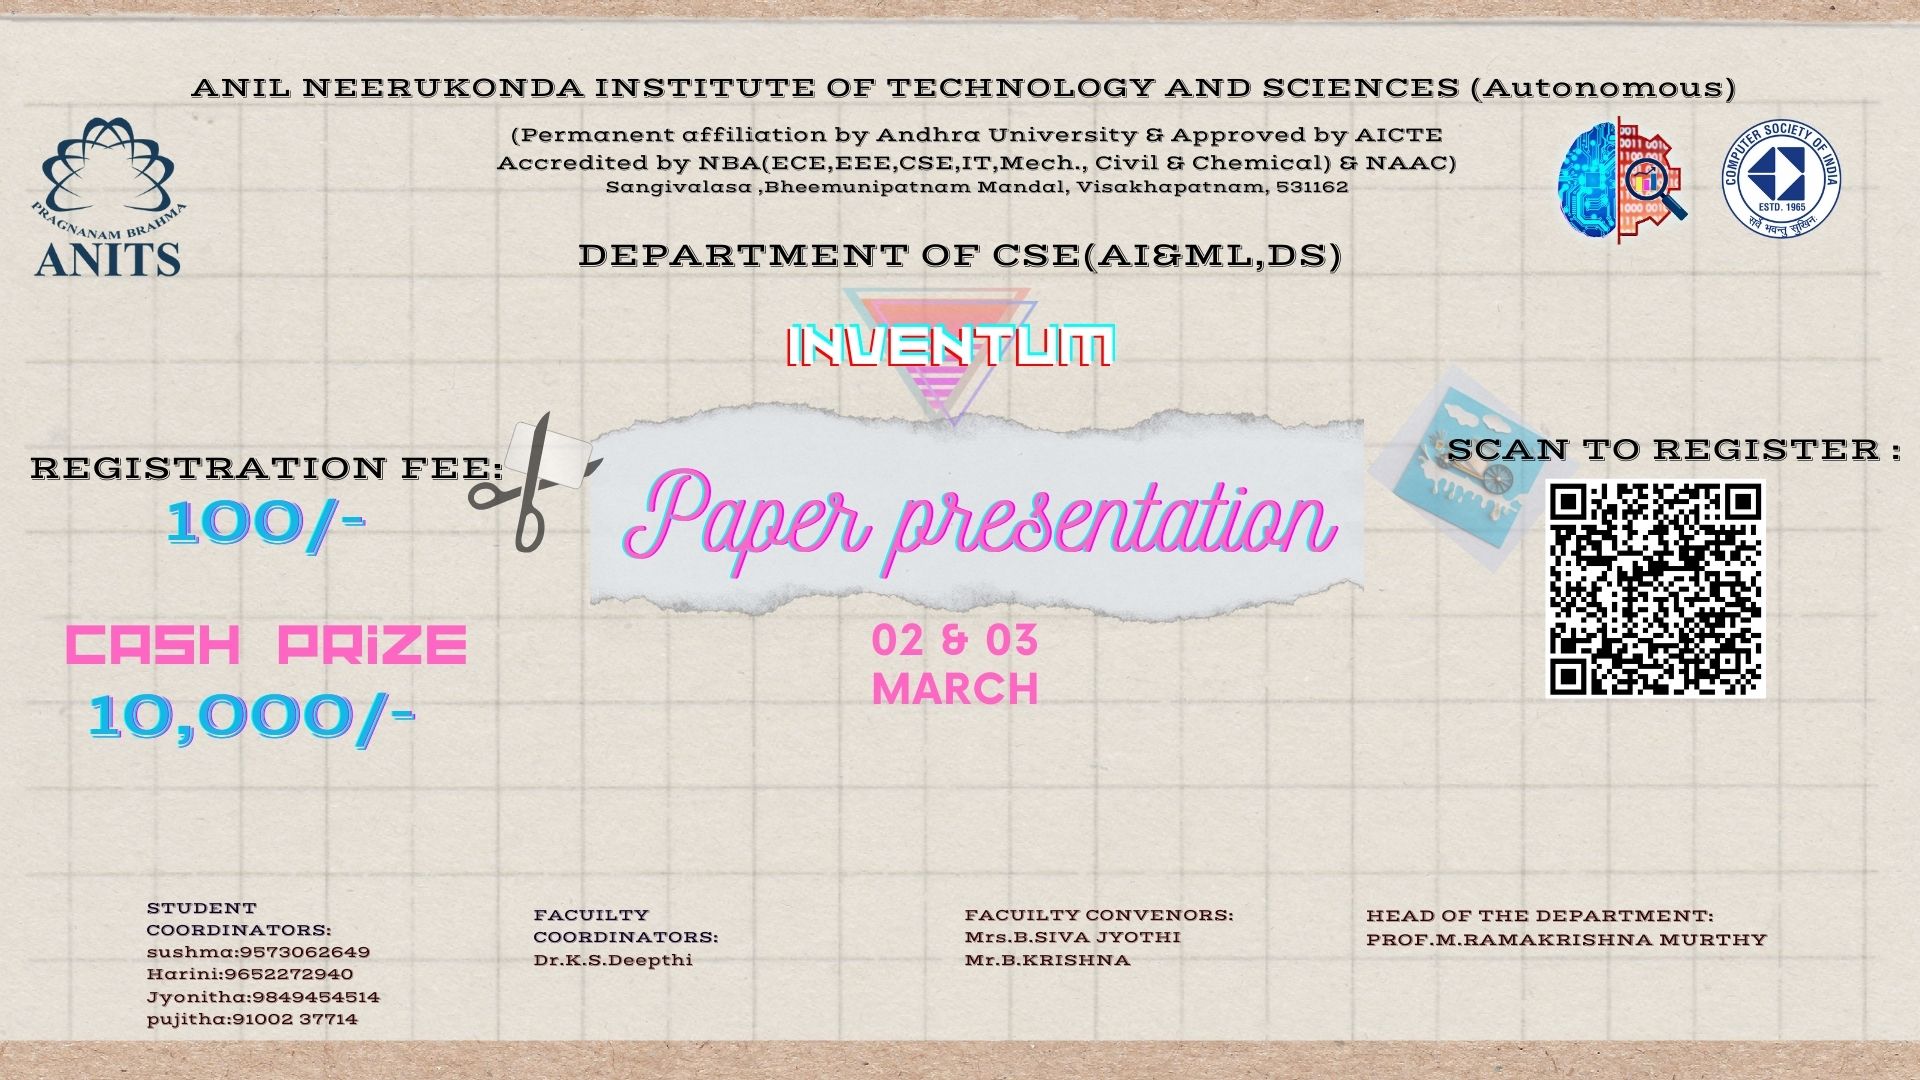 ANIL NEERUKONDA INSTITUTE OF TECHNOLOGY AND SCIENCES (Autonomous)
(Permanent affiliation by Andhra University & Approved by AICTE
Accredited by NBA(ECE,EEE,CSE,IT,Mech., Civil & Chemical) & NAAC)
Sangivalasa ,Bheemunipatnam Mandal, Visakhapatnam, 531162
PRAGNANAM BRAHMA
ANITS
COMPUTER SOCIETY OF INDIA
ESTD. 1965
सर्वे भवन्तु सुखिनः
DEPARTMENT OF CSE(AI&ML,DS)
INVENTUM
REGISTRATION FEE:
100/-
CASH PRiZE
10,000/-
Paper presentation
02 & 03
MARCH
SCAN TO REGISTER :
STUDENT
COORDINATORS:
sushma:9573062649
Harini:9652272940
Jyonitha:9849454514
pujitha:91002 37714
FACUILTY
COORDINATORS:
Dr.K.S.Deepthi
FACUILTY CONVENORS:
Mrs.B.SIVA JYOTHI
Mr.B.KRISHNA
HEAD OF THE DEPARTMENT:
PROF.M.RAMAKRISHNA MURTHY